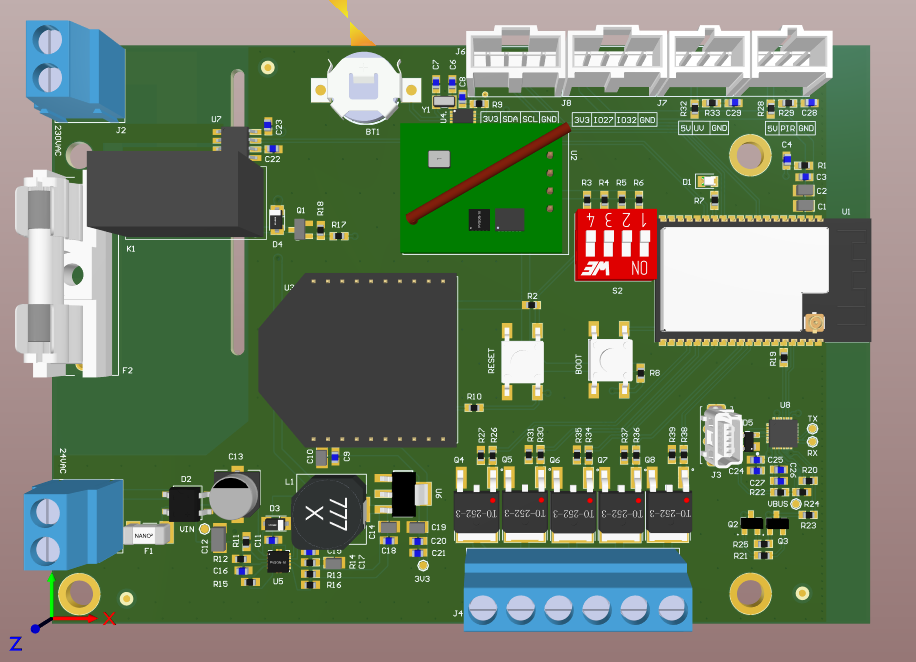 J6
C7
C6
C8
Y1
U4
R9
J8
J7
R32
R33
C29
R28
R29
C28
3V3 SDA SCL GND
3V3 IO27 IO32 GND
5V UV GND
5V PIR GND
J2
230VAC
U7
C23
C22
BT1
U2
C4
R1
C3
C2
C1
D1
R7
U1
K1
D4
Q1
R18
R17
R3
R4
R5
R6
4 3 2 1
WE
ON
S2
U3
R2
F2
RESET
BOOT
R8
R19
R10
U8
TX
RX
D5
J3
C24
C25
C26
C27
R22
R20
VBUS
R24
R23
Q2
Q3
R25
R21
24VAC
C10
C9
R27
R26
R31
R30
R35
R34
R37
R36
R39
R38
Q4
Q5
Q6
Q7
Q8
TO-252-3
TO-252-3
TO-252-3
TO-252-3
TO-252-3
C13
D2
VIN
L1
777
X
U6
D3
NANO²
F1
C12
R11
C11
R12
C16
R15
U5
C15
R13
R16
R14
C17
C14
C18
C19
C20
C21
3V3
J4
X
Z